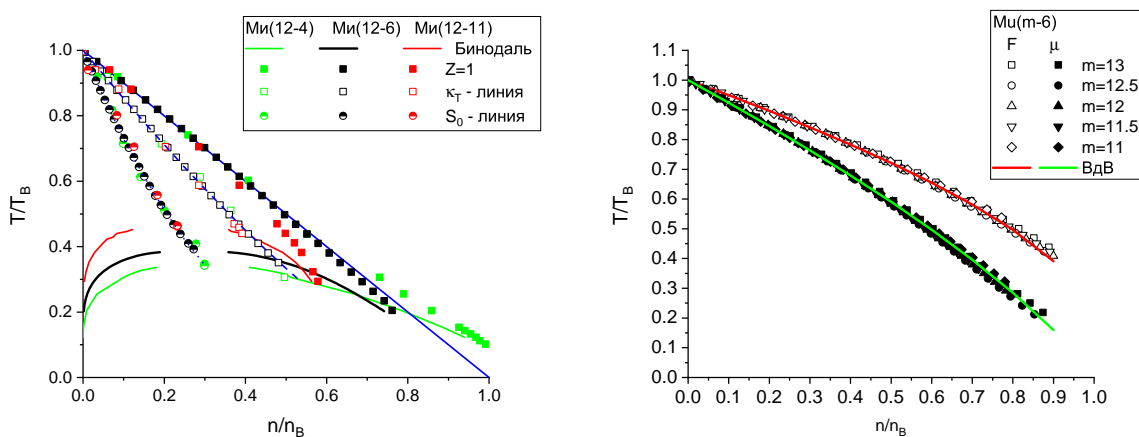 Ми(12-4) Ми(12-6) Ми(12-11)
Бинодаль
Z=1
κT - линия
S0 - линия
1.0
0.8
0.6
0.4
0.2
0.0
T/TB
0.0 0.2 0.4 0.6 0.8 1.0
n/nB
Mu(m-6)
F μ
m=13
m=12.5
m=12
m=11.5
m=11
ВдВ
1.1
1.0
0.9
0.8
0.7
0.6
0.5
0.4
0.3
0.2
0.1
0.0
T/TB
0.0 0.1 0.2 0.3 0.4 0.5 0.6 0.7 0.8 0.9 1.0
n/nB